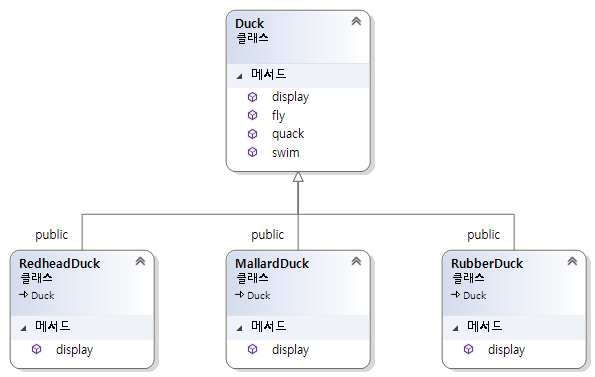 Duck
클래스
메서드
display
fly
quack
swim
public
public
public
RedheadDuck
클래스
Duck
메서드
display
MallardDuck
클래스
Duck
메서드
display
RubberDuck
클래스
Duck
메서드
display